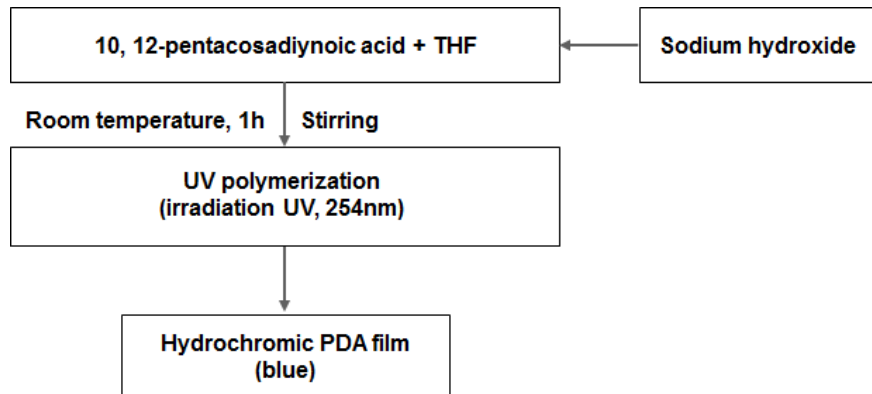 10, 12-pentacosadiynoic acid + THF
Sodium hydroxide
Room temperature, 1h
Stirring
UV polymerization
(irradiation UV, 254nm)
Hydrochromic PDA film
(blue)